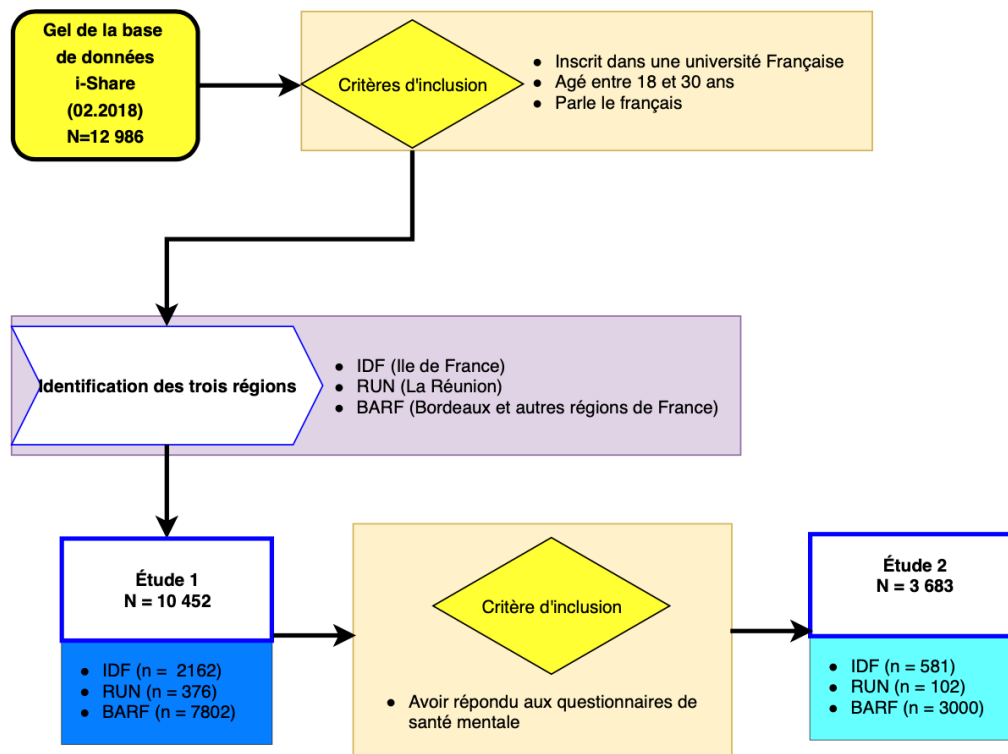 Gel de la base
de données
i-Share
(02.2018)
N=12 986
Critères d'inclusion
• Inscrit dans une université Française
• Agé entre 18 et 30 ans
• Parle le français
Identification des trois régions
• IDF (Ile de France)
• RUN (La Réunion)
• BARF (Bordeaux et autres régions de France)
Étude 1
N = 10 452
• IDF (n = 2162)
• RUN (n = 376)
• BARF (n = 7802)
Critère d'inclusion
• Avoir répondu aux questionnaires de
santé mentale
Étude 2
N = 3 683
• IDF (n = 581)
• RUN (n = 102)
• BARF (n = 3000)